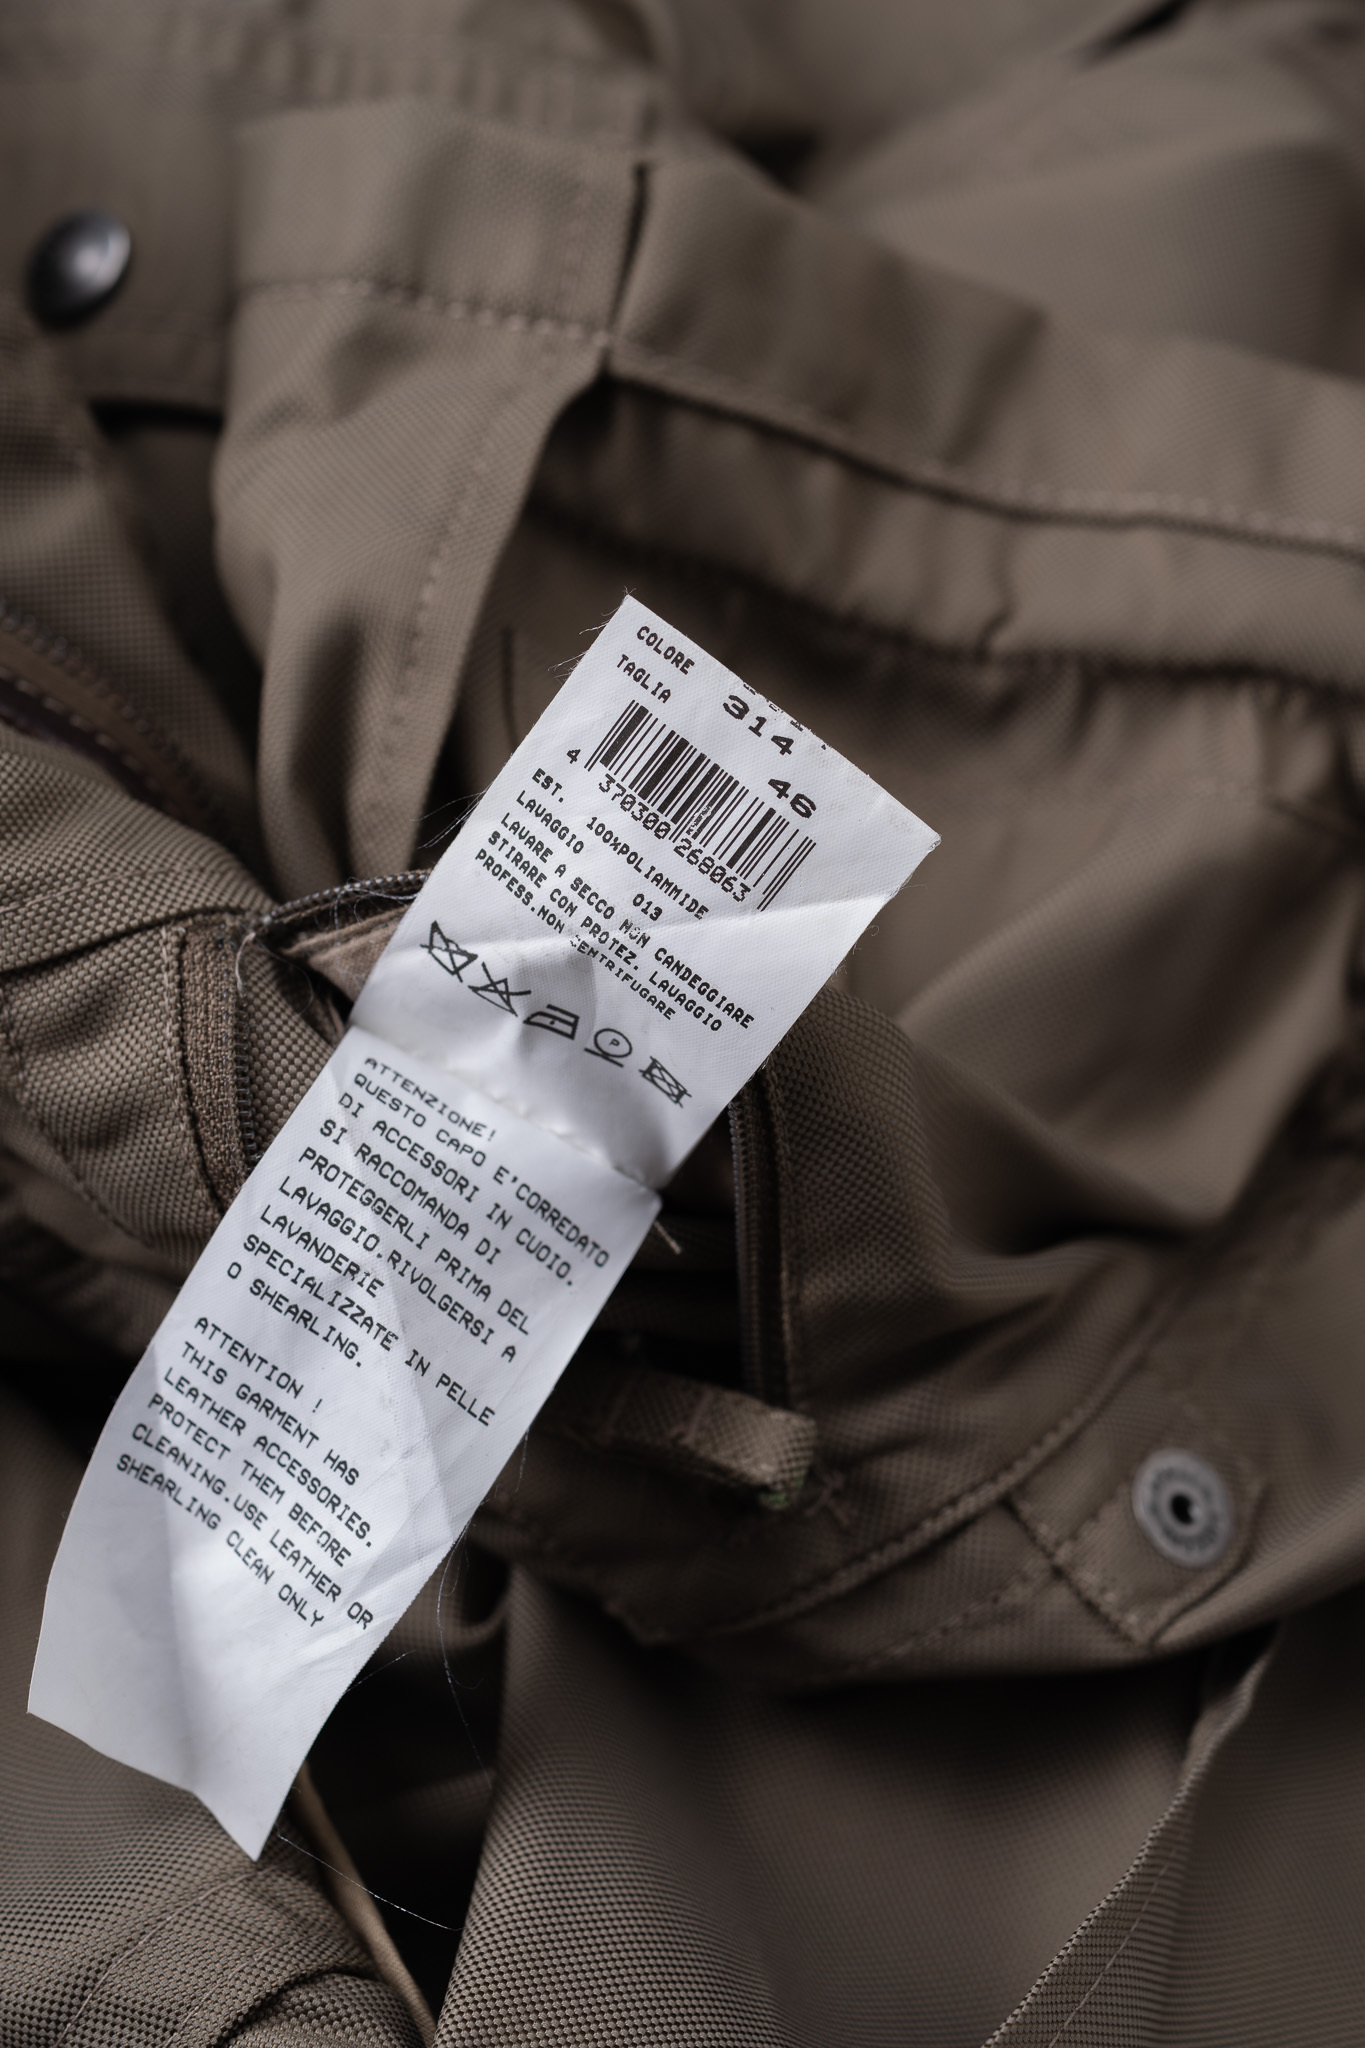 COLORE 314
TAGLIA 46
4 370300 268063
EST. 100%POLIAMMIDE
LAVAGGIO 013
LAVARE A SECCO NON CANDEGGIARE
STIRARE CON PROTEZ. LAVAGGIO
PROFESS.NON CENTRIFUGARE
P
ATTENZIONE!
QUESTO CAPO E'CORREDATO
DI ACCESSORI IN CUOIO.
SI RACCOMANDA DI
PROTEGGERLI PRIMA DEL
LAVAGGIO.RIVOLGERSI A
LAVANDERIE
SPECIALIZZATE IN PELLE
O SHEARLING.
ATTENTION !
THIS GARMENT HAS
LEATHER ACCESSORIES.
PROTECT THEM BEFORE
CLEANING.USE LEATHER OR
SHEARLING CLEAN ONLY